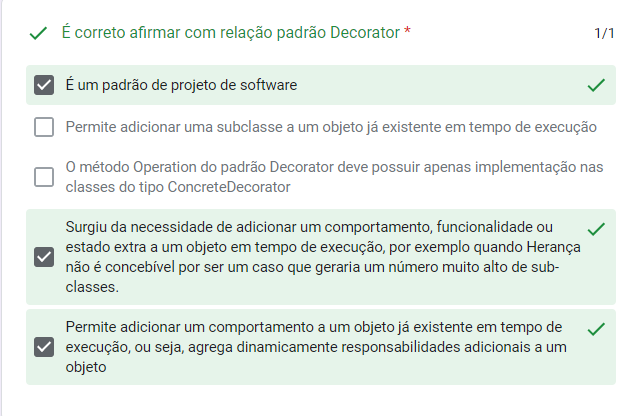 É correto afirmar com relação padrão Decorator *
1/1
É um padrão de projeto de software
Permite adicionar uma subclasse a um objeto já existente em tempo de execução
O método Operation do padrão Decorator deve possuir apenas implementação nas
classes do tipo ConcreteDecorator
Surgiu da necessidade de adicionar um comportamento, funcionalidade ou
estado extra a um objeto em tempo de execução, por exemplo quando Herança
não é concebível por ser um caso que geraria um número muito alto de sub-
classes.
Permite adicionar um comportamento a um objeto já existente em tempo de
execução, ou seja, agrega dinamicamente responsabilidades adicionais a um
objeto